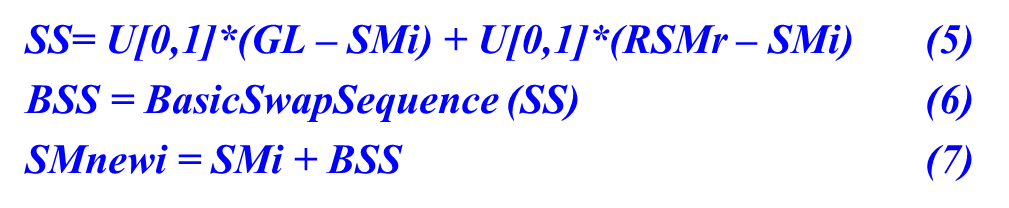 SS= U[0,1]*(GL – SMi) + U[0,1]*(RSMr – SMi) (5)
BSS = BasicSwapSequence (SS) (6)
SMnewi = SMi + BSS (7)